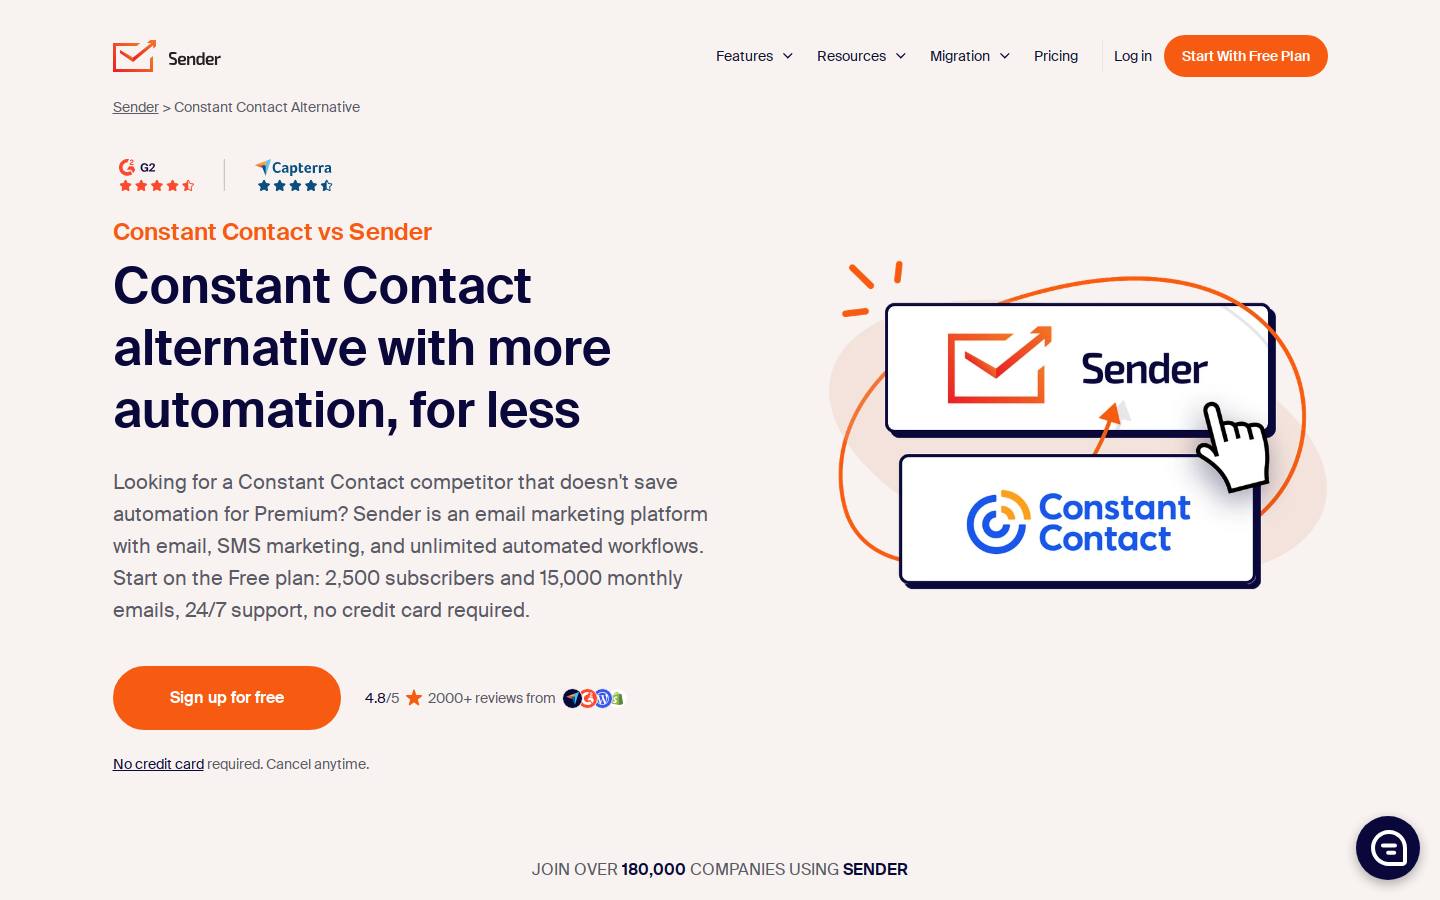 Sender
Features
Resources
Migration
Pricing
Log in
Start With Free Plan
Sender > Constant Contact Alternative
G2
Capterra
Constant Contact vs Sender
Constant Contact
alternative with more
automation, for less
Looking for a Constant Contact competitor that doesn't save
automation for Premium? Sender is an email marketing platform
with email, SMS marketing, and unlimited automated workflows.
Start on the Free plan: 2,500 subscribers and 15,000 monthly
emails, 24/7 support, no credit card required.
Sign up for free
4.8/5
2000+ reviews from
No credit card required. Cancel anytime.
Sender
Constant
Contact
JOIN OVER 180,000 COMPANIES USING SENDER